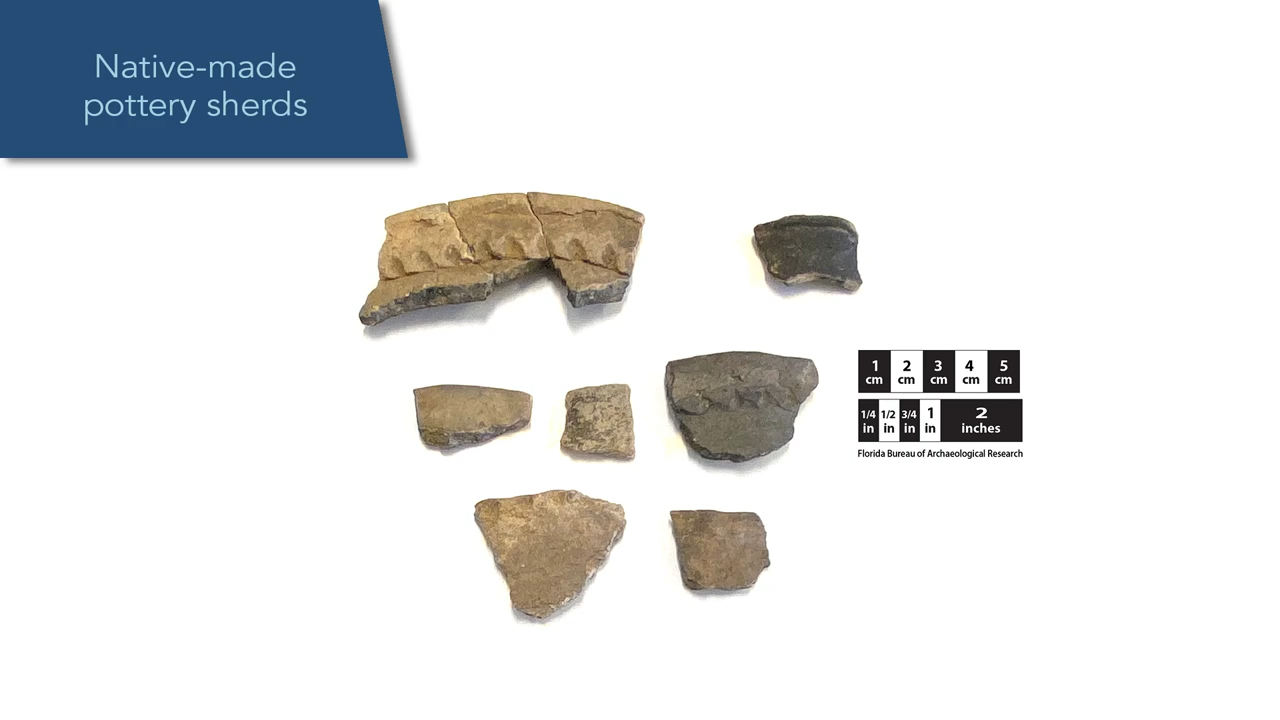 Native-made
pottery sherds
1 2 3 4 5
cm cm cm cm cm
1/4 1/2 3/4 1 2
in in in in inches
Florida Bureau of Archaeological Research